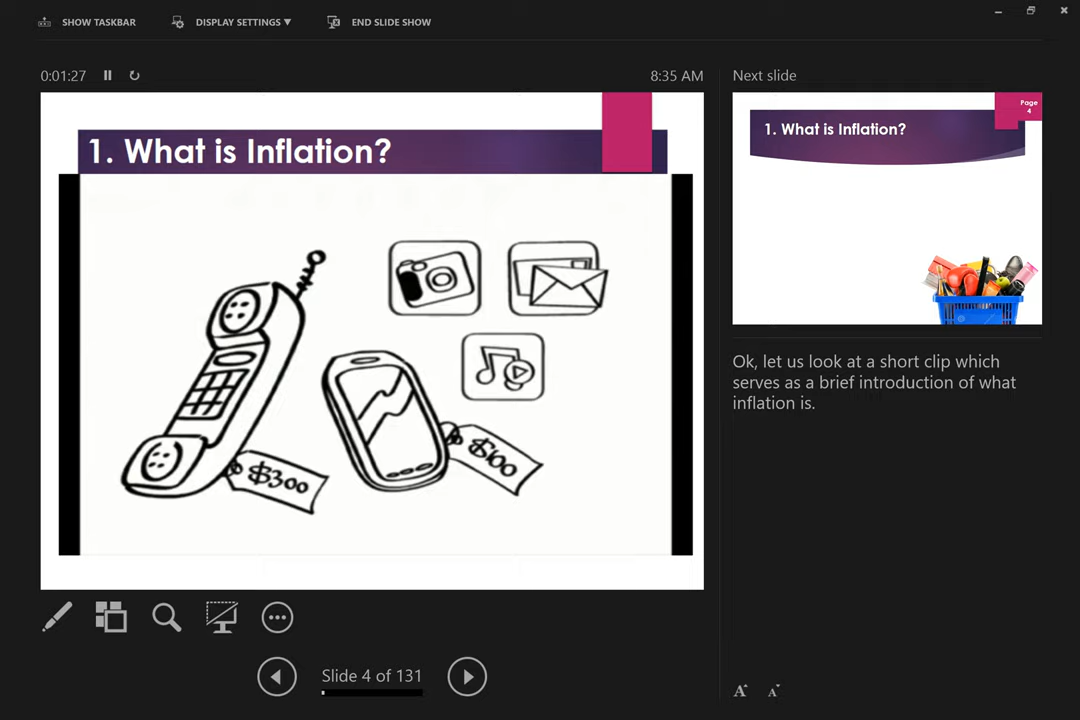 SHOW TASKBAR
DISPLAY SETTINGS ▼
END SLIDE SHOW
0:01:27
8:35 AM
1. What is Inflation?
$300
$100
Next slide
Page
4
1. What is Inflation?
Ok, let us look at a short clip which
serves as a brief introduction of what
inflation is.
Slide 4 of 131
A A